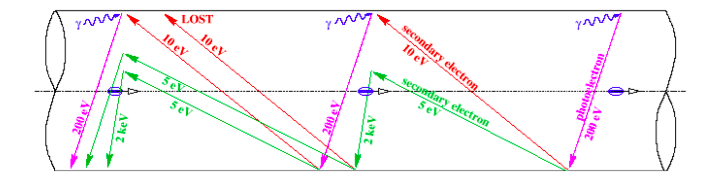 γ
LOST
10 eV
10 eV
5 eV
5 eV
200 eV
2 keV
γ
secondary electron
10 eV
secondary electron
5 eV
200 eV
2 keV
γ
photoelectron
200 eV